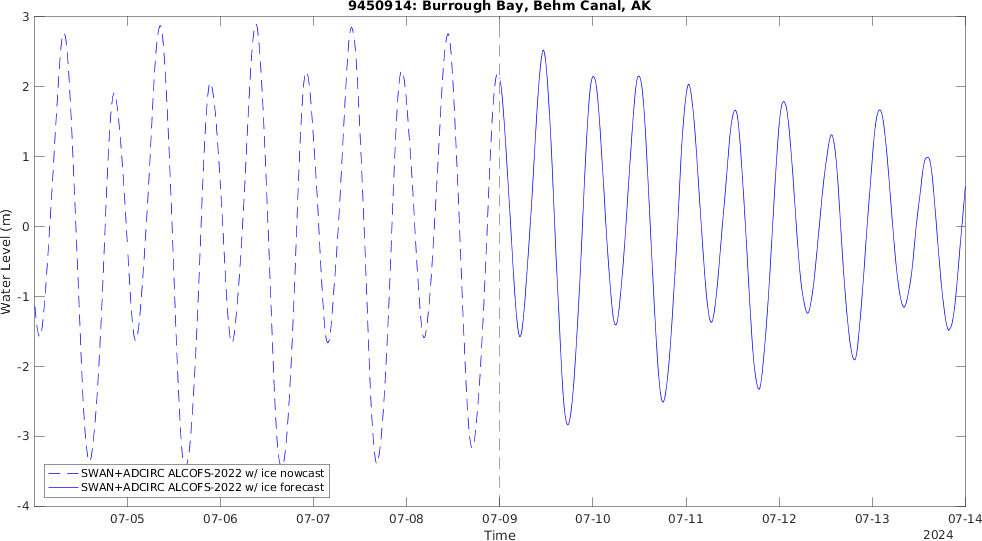 9450914: Burrough Bay, Behm Canal, AK
3
2
1
0
-1
-2
-3
-4
Water Level (m)
SWAN+ADCIRC ALCOFS-2022 w/ ice nowcast
SWAN+ADCIRC ALCOFS-2022 w/ ice forecast
07-05 07-06 07-07 07-08 07-09 07-10 07-11 07-12 07-13 07-14
Time
2024